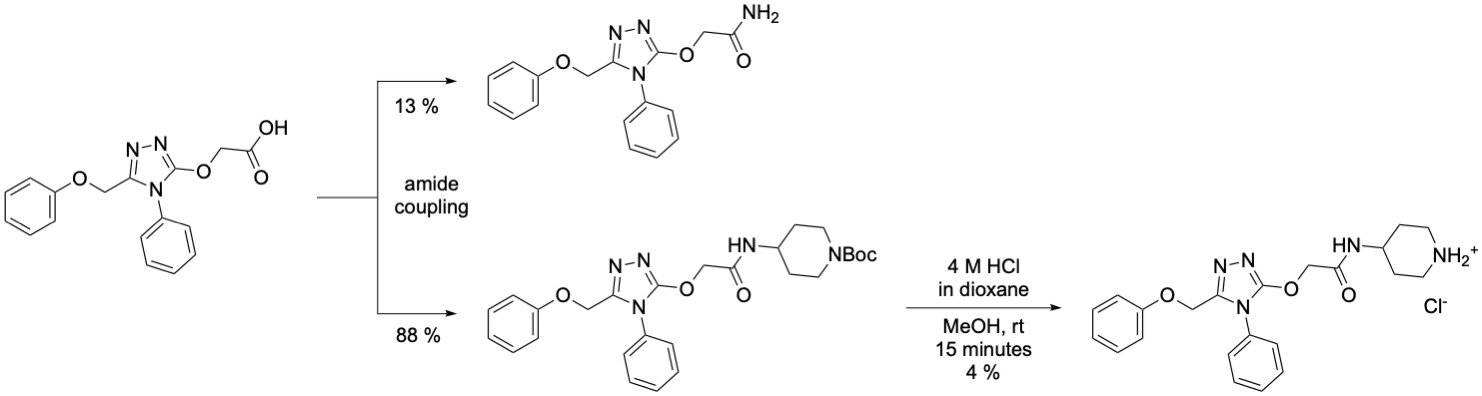 NH2
N N
O
O
O
N
13 %
OH
N N
O
O
O
N
amide
coupling
HN
NBoc
N N
O
O
O
N
88 %
4 M HCl
in dioxane
MeOH, rt
15 minutes
4 %
HN
NH2+
N N
O
O
O
N
Cl-